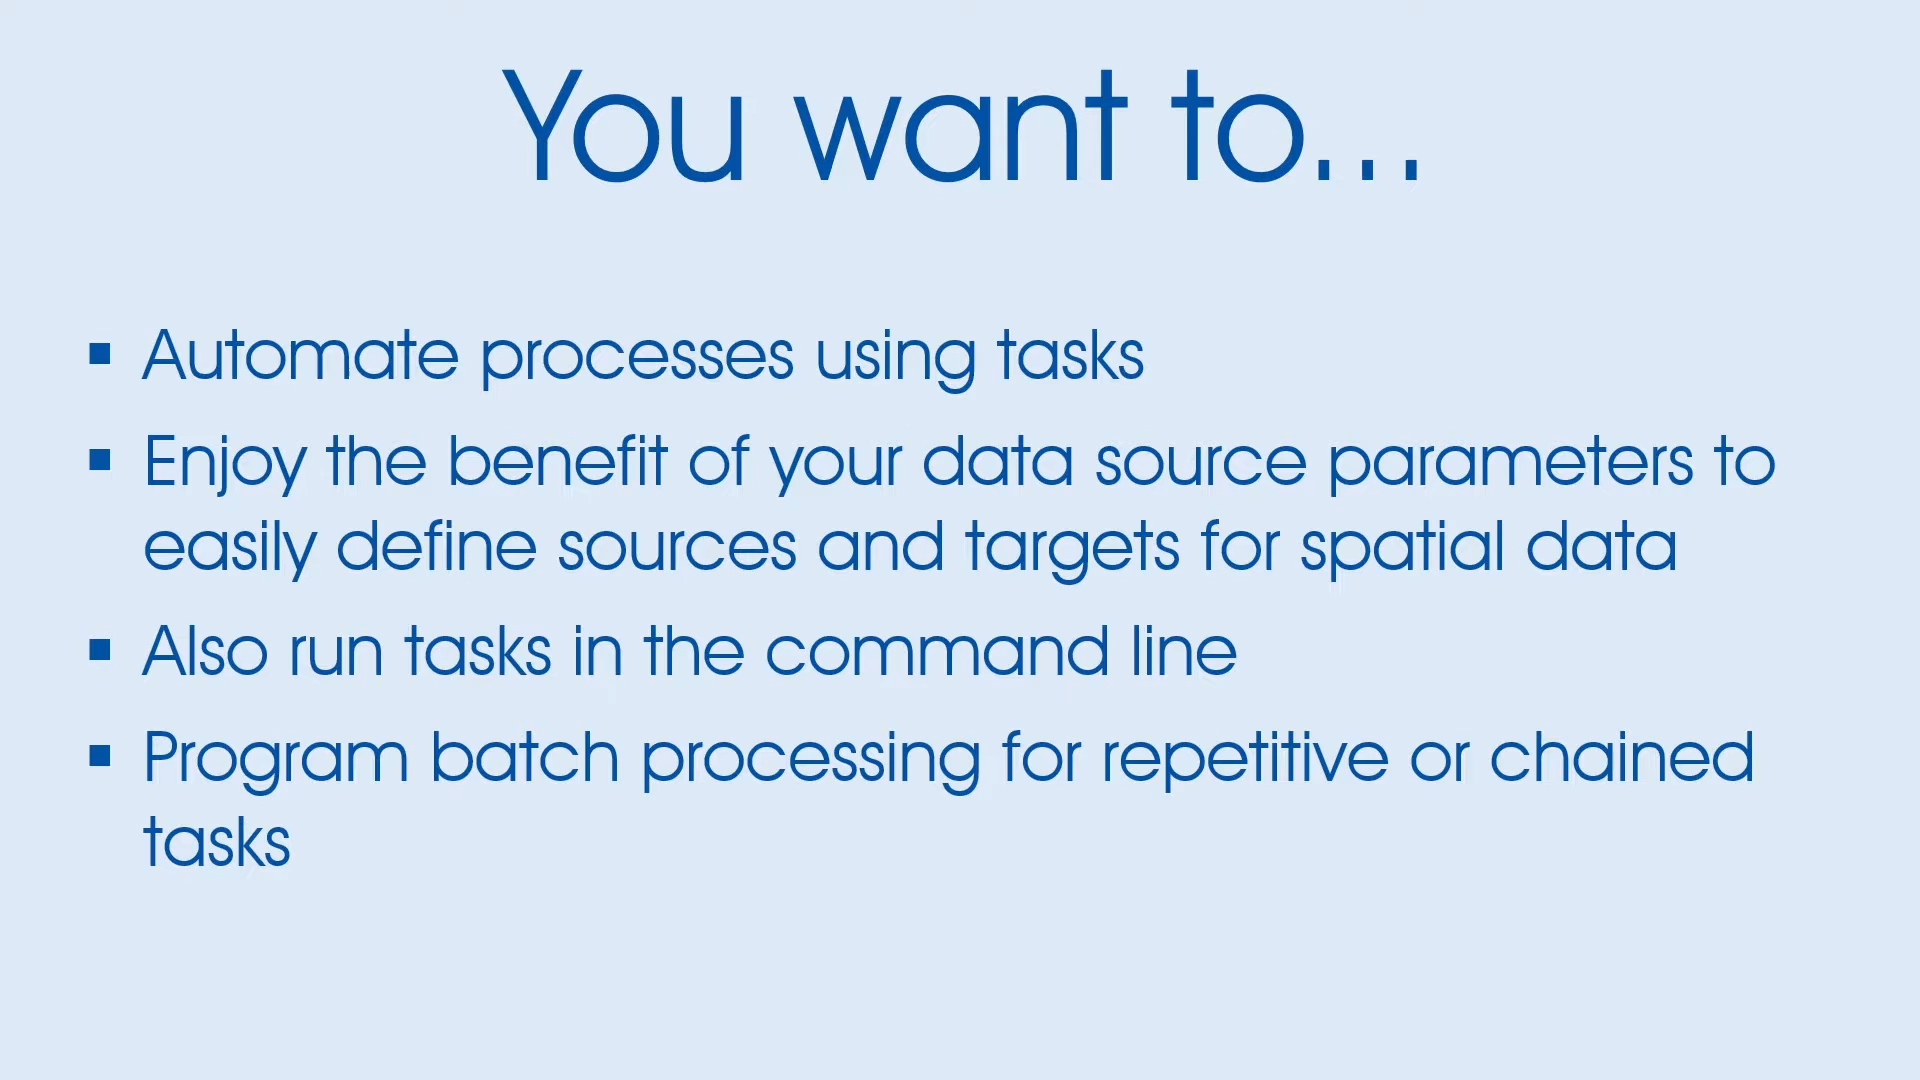 You want to...
▪ Automate processes using tasks
▪ Enjoy the benefit of your data source parameters to
easily define sources and targets for spatial data
▪ Also run tasks in the command line
▪ Program batch processing for repetitive or chained
tasks